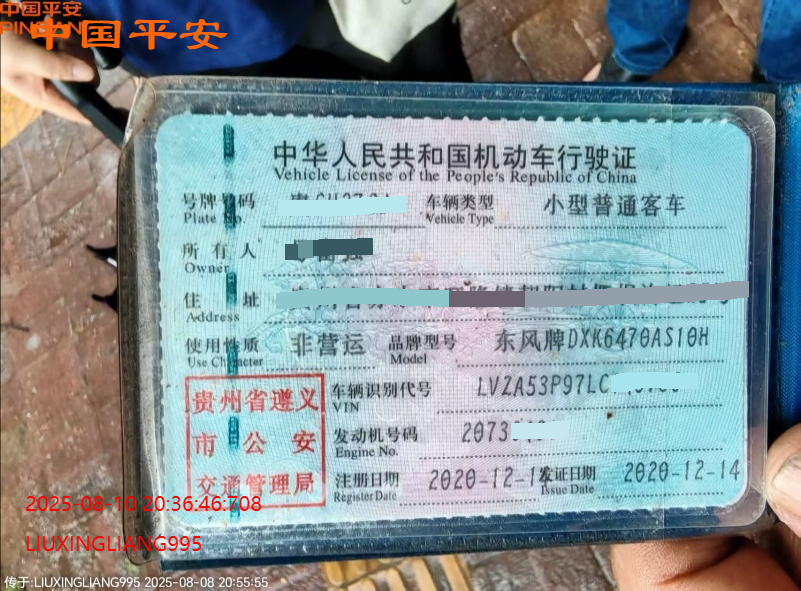 中国平安
PINGAN
中国平安
中华人民共和国机动车行驶证
Vehicle License of the People's Republic of China
号牌号码
Plate No.
车辆类型 小型普通客车
Vehicle Type
所有人
Owner
住址
Address
使用性质 非营运 品牌型号 东风牌DXK6470AS10H
Use Character Model
贵州省遵义
市公安
交通管理局
车辆识别代号 LVZA53P97LC
VIN
发动机号码 2073
Engine No.
注册日期 2020-12-1 发证日期 2020-12-14
Register Date Issue Date
2025-08-10 20:36:46:708
LIUXINGLIANG995
传于:LIUXINGLIANG995 2025-08-08 20:55:55